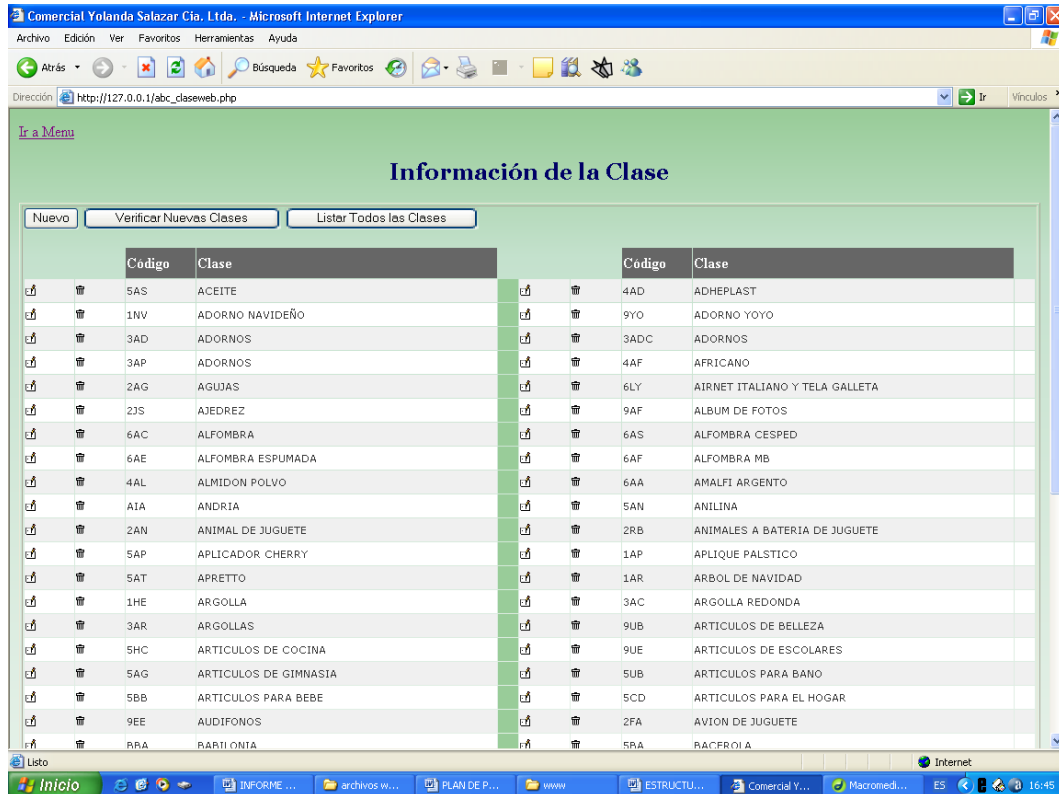 Comercial Yolanda Salazar Cia. Ltda. - Microsoft Internet Explorer
Archivo Edición Ver Favoritos Herramientas Ayuda
Atrás Búsqueda Favoritos
Dirección http://127.0.0.1/abc_claseweb.php Ir Vínculos
Ir a Menu
Información de la Clase
Nuevo Verificar Nuevas Clases Listar Todos las Clases
Código Clase Código Clase
5AS ACEITE 4AD ADHEPLAST
1NV ADORNO NAVIDEÑO 9YO ADORNO YOYO
3AD ADORNOS 3ADC ADORNOS
3AP ADORNOS 4AF AFRICANO
2AG AGUJAS 6LY AIRNET ITALIANO Y TELA GALLETA
2JS AJEDREZ 9AF ALBUM DE FOTOS
6AC ALFOMBRA 6AS ALFOMBRA CESPED
6AE ALFOMBRA ESPUMADA 6AF ALFOMBRA MB
4AL ALMIDON POLVO 6AA AMALFI ARGENTO
AIA ANDRIA 5AN ANILINA
2AN ANIMAL DE JUGUETE 2RB ANIMALES A BATERIA DE JUGUETE
5AP APLICADOR CHERRY 1AP APLIQUE PALSTICO
5AT APRETTO 1AR ARBOL DE NAVIDAD
1HE ARGOLLA 3AC ARGOLLA REDONDA
3AR ARGOLLAS 9UB ARTICULOS DE BELLEZA
5HC ARTICULOS DE COCINA 9UE ARTICULOS DE ESCOLARES
5AG ARTICULOS DE GIMNASIA 5UB ARTICULOS PARA BANO
5BB ARTICULOS PARA BEBE 5CD ARTICULOS PARA EL HOGAR
9EE AUDIFONOS 2FA AVION DE JUGUETE
BBA BABILONIA 5BA BACEROLA
Listo Internet
Inicio INFORME ... archivos w... PLAN DE P... www ESTRUCTU... Comercial Y... Macromedi... ES 16:45